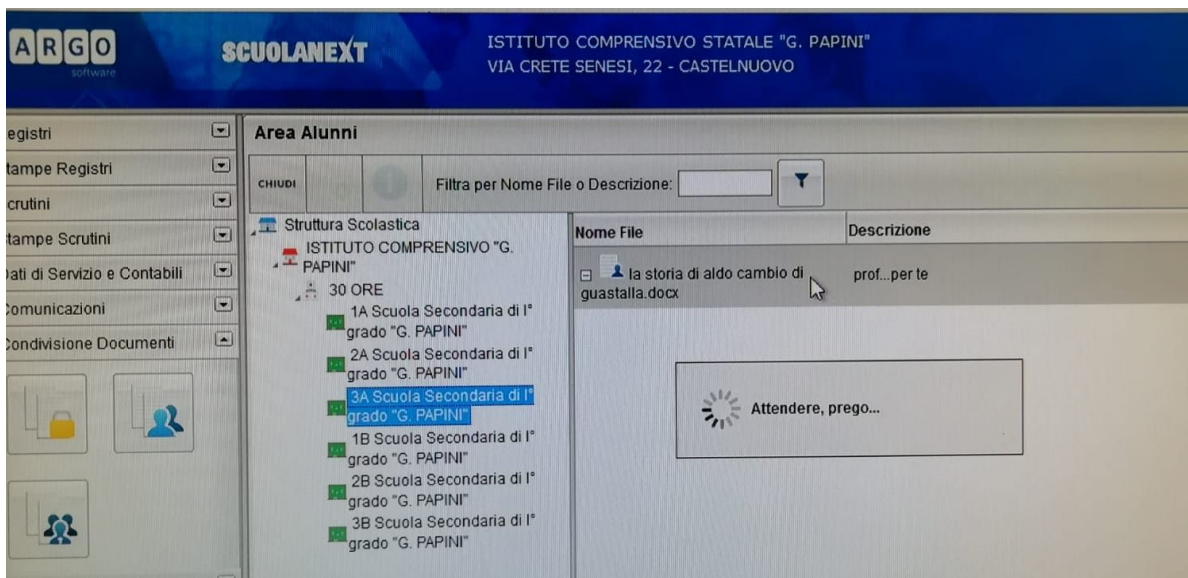 ARGO
software
SCUOLANEXT
ISTITUTO COMPRENSIVO STATALE "G. PAPINI"
VIA CRETE SENESI, 22 - CASTELNUOVO
egistri
tampe Registri
crutini
tampe Scrutini
ati di Servizio e Contabili
omunicazioni
Condivisione Documenti
Area Alunni
CHIUDI
Filtra per Nome File o Descrizione:
Struttura Scolastica
ISTITUTO COMPRENSIVO "G.
PAPINI"
30 ORE
1A Scuola Secondaria di I°
grado "G. PAPINI"
2A Scuola Secondaria di I°
grado "G. PAPINI"
3A Scuola Secondaria di I°
grado "G. PAPINI"
1B Scuola Secondaria di I°
grado "G. PAPINI"
2B Scuola Secondaria di I°
grado "G. PAPINI"
3B Scuola Secondaria di I°
grado "G. PAPINI"
Nome File
Descrizione
la storia di aldo cambio di
guastalla.docx
prof...per te
Attendere, prego...